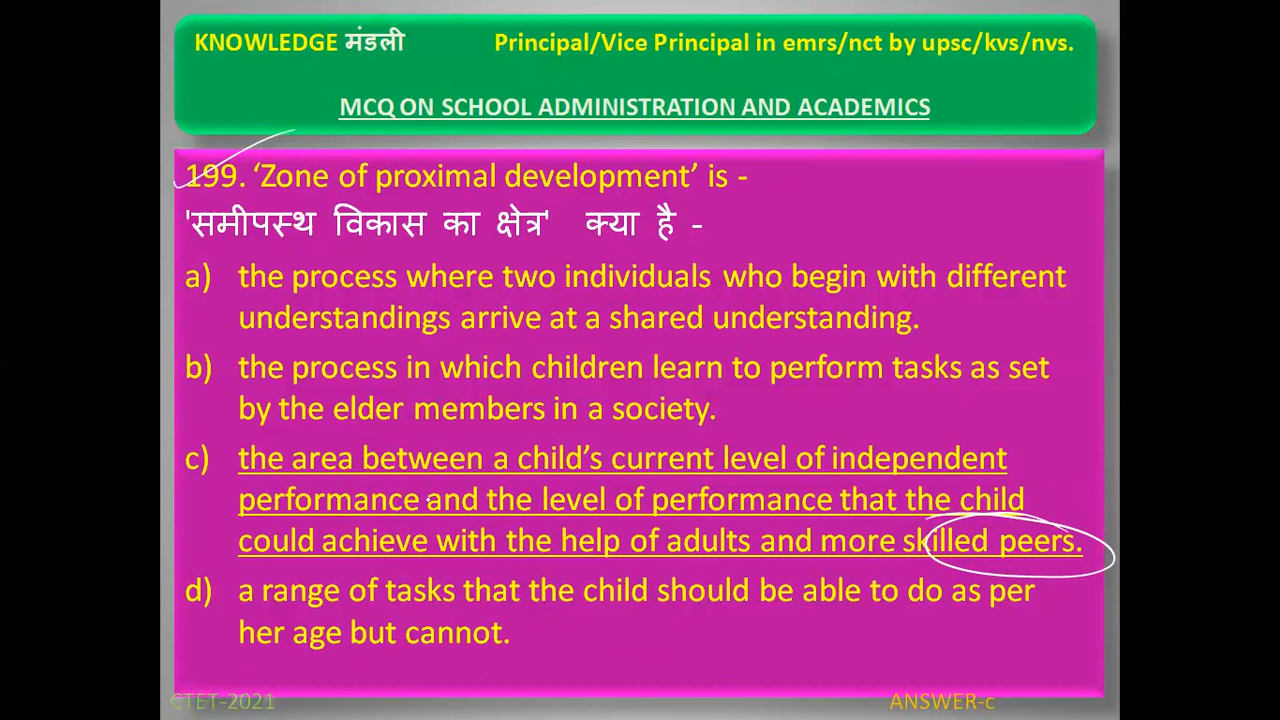 KNOWLEDGE मंडली Principal/Vice Principal in emrs/nct by upsc/kvs/nvs.
MCQ ON SCHOOL ADMINISTRATION AND ACADEMICS
199. ‘Zone of proximal development’ is -
'समीपस्थ विकास का क्षेत्र' क्या है -
a) the process where two individuals who begin with different
understandings arrive at a shared understanding.
b) the process in which children learn to perform tasks as set
by the elder members in a society.
c) the area between a child’s current level of independent
performance and the level of performance that the child
could achieve with the help of adults and more skilled peers.
d) a range of tasks that the child should be able to do as per
her age but cannot.
CTET-2021 ANSWER-c